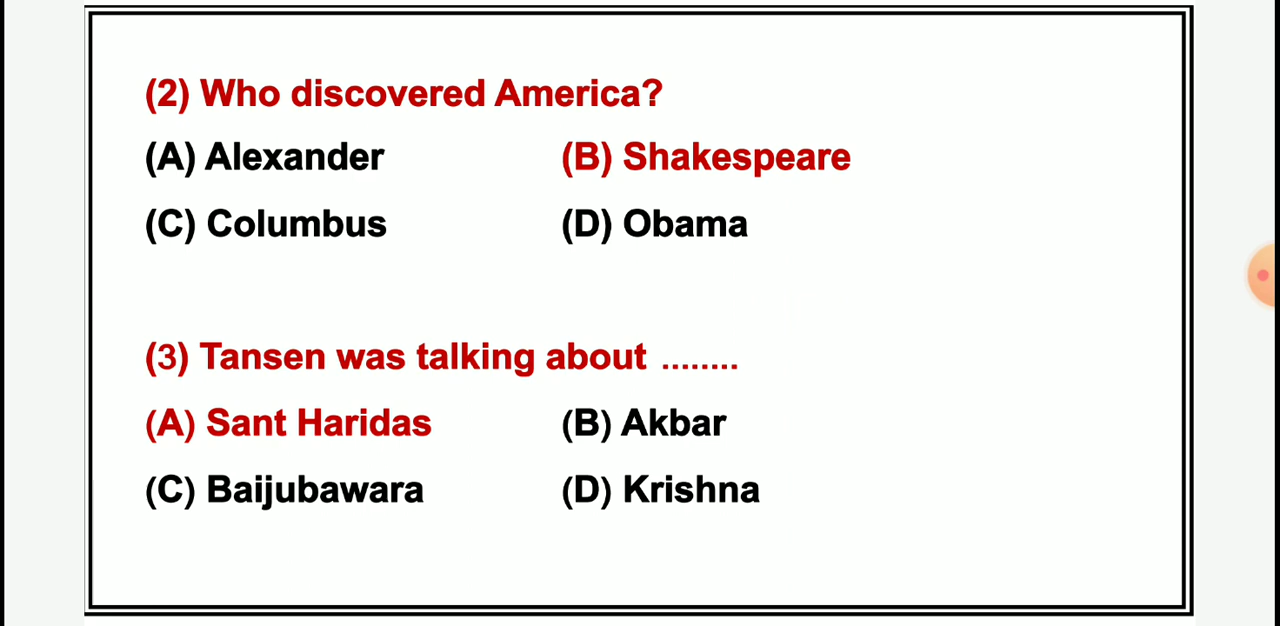 (2) Who discovered America?
(A) Alexander (B) Shakespeare
(C) Columbus (D) Obama
(3) Tansen was talking about ........
(A) Sant Haridas (B) Akbar
(C) Baijubawara (D) Krishna